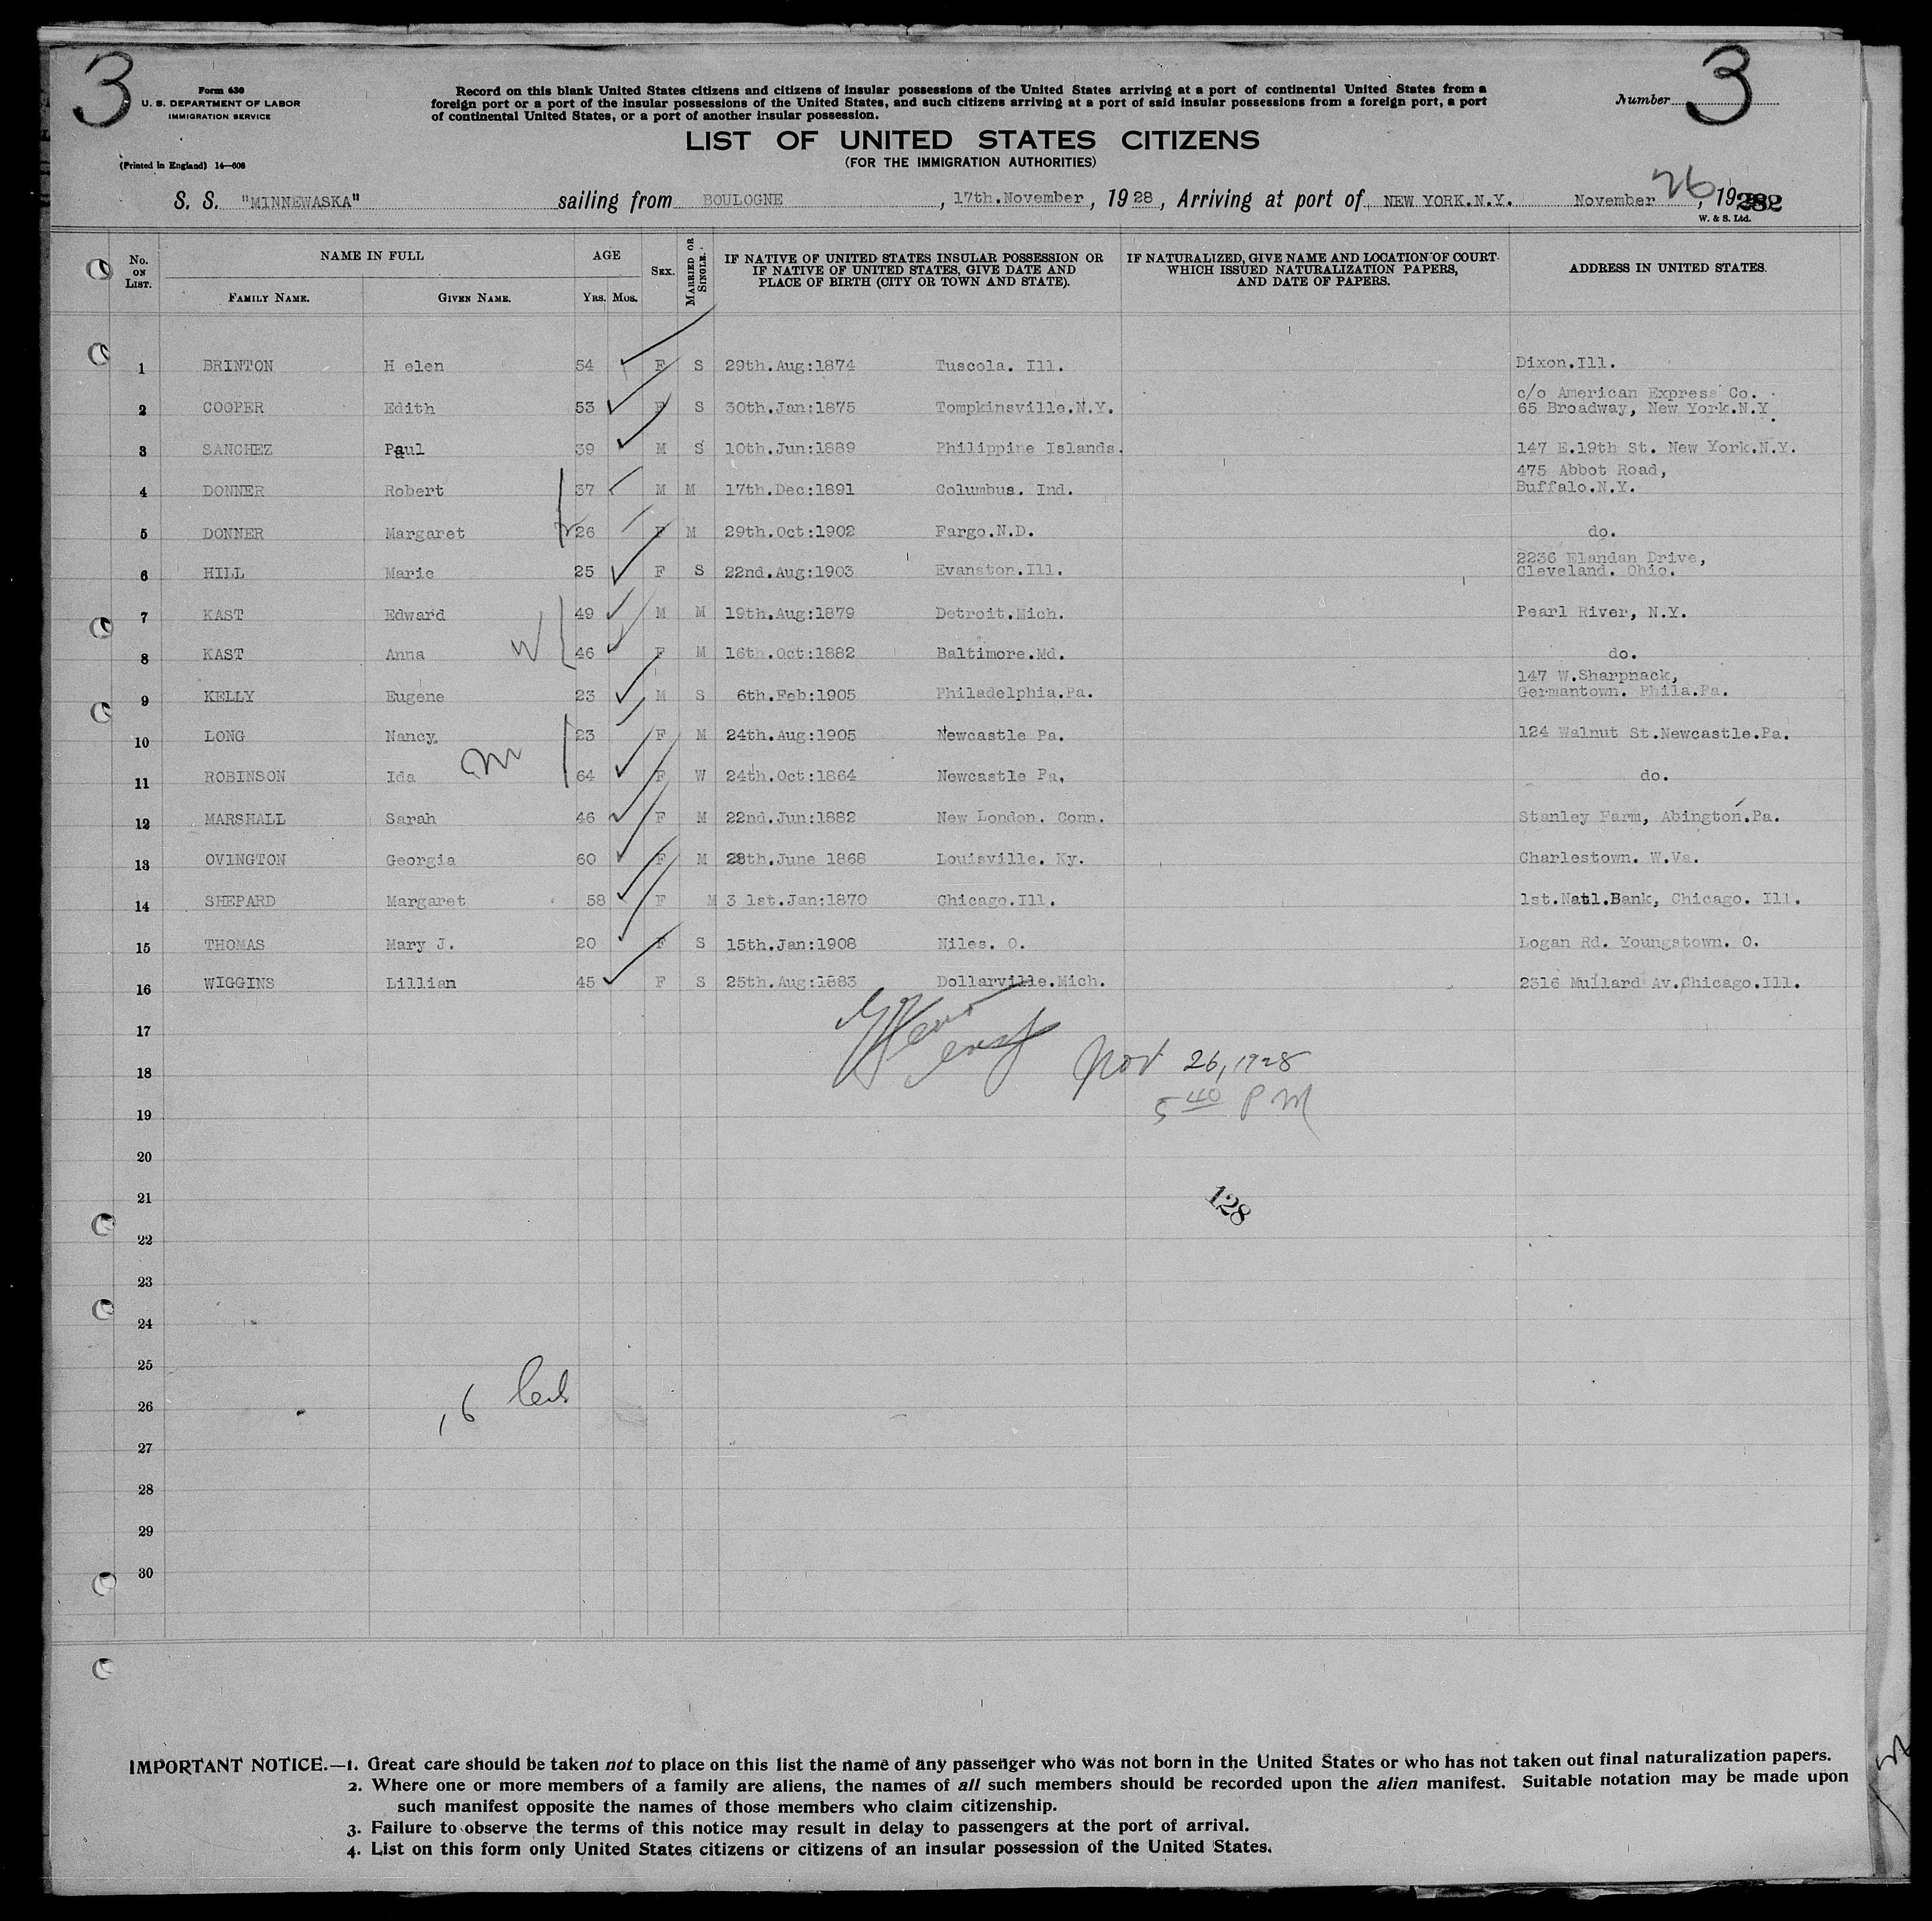 3
Form 630
U. S. DEPARTMENT OF LABOR
IMMIGRATION SERVICE
(Printed in England) 14—608
Record on this blank United States citizens and citizens of insular possessions of the United States arriving at a port of continental United States from a
foreign port or a port of the insular possessions of the United States, and such citizens arriving at a port of said insular possessions from a foreign port, a port
of continental United States, or a port of another insular possession.
Number 3
LIST OF UNITED STATES CITIZENS
(FOR THE IMMIGRATION AUTHORITIES)
S. S. "MINNEWASKA" sailing from BOULOGNE, 17th.November, 1928, Arriving at port of NEW YORK.N.Y. November 26, 1928
282
W. & S. Ltd.
No. ON LIST. NAME IN FULL AGE SEX. MARRIED OR SINGLE. IF NATIVE OF UNITED STATES INSULAR POSSESSION OR IF NATIVE OF UNITED STATES, GIVE DATE AND PLACE OF BIRTH (CITY OR TOWN AND STATE). IF NATURALIZED, GIVE NAME AND LOCATION OF COURT WHICH ISSUED NATURALIZATION PAPERS, AND DATE OF PAPERS. ADDRESS IN UNITED STATES.
FAMILY NAME. GIVEN NAME. YRS. MOS.
1 BRINTON H elen 54 F S 29th.Aug:1874 Tuscola. Ill. Dixon.Ill.
2 COOPER Edith 53 F S 30th.Jan:1875 Tompkinsville.N.Y. c/o American Express Co.
65 Broadway, New York.N.Y.
3 SANCHEZ Paul 39 M S 10th.Jun:1889 Philippine Islands. 147 E.19th St. New York.N.Y.
4 DONNER Robert 37 M M 17th.Dec:1891 Columbus. Ind. 475 Abbot Road,
Buffalo.N.Y.
5 DONNER Margaret 26 F M 29th.Oct:1902 Fargo.N.D. do.
6 HILL Marie 25 F S 22nd.Aug:1903 Evanston.Ill. 2236 Elandan Drive,
Cleveland. Ohio.
7 KAST Edward 49 M M 19th.Aug:1879 Detroit.Mich. Pearl River, N.Y.
8 KAST Anna W 46 F M 16th.Oct:1882 Baltimore.Md. do.
9 KELLY Eugene 23 M S 6th.Feb:1905 Philadelphia.Pa. 147 W.Sharpnack,
Germantown. Phila.Pa.
10 LONG Nancy 23 F M 24th.Aug:1905 Newcastle Pa. 124 Walnut St.Newcastle.Pa.
11 ROBINSON Ida m 64 F W 24th.Oct:1864 Newcastle Pa, do.
12 MARSHALL Sarah 46 F M 22nd.Jun:1882 New London. Conn. Stanley Farm, Abington.Pa.
13 OVINGTON Georgia 60 F M 28th.June 1868 Louisville. Ky. Charlestown. W.Va.
14 SHEPARD Margaret 58 F M 3 1st.Jan:1870 Chicago.Ill. 1st.Natl.Bank, Chicago. Ill.
15 THOMAS Mary J. 20 F S 15th.Jan:1908 Niles. O. Logan Rd. Youngstown. O.
16 WIGGINS Lillian 45 F S 25th.Aug:1883 Dollarville.Mich. 2316 Mullard Av.Chicago.Ill.
17
18 Nov 26, 1928
19 5 40 P M
20
21 128
22
23
24
25
26 16
27
28
29
30
IMPORTANT NOTICE.—1. Great care should be taken not to place on this list the name of any passenger who was not born in the United States or who has not taken out final naturalization papers.
2. Where one or more members of a family are aliens, the names of all such members should be recorded upon the alien manifest. Suitable notation may be made upon
such manifest opposite the names of those members who claim citizenship.
3. Failure to observe the terms of this notice may result in delay to passengers at the port of arrival.
4. List on this form only United States citizens or citizens of an insular possession of the United States.